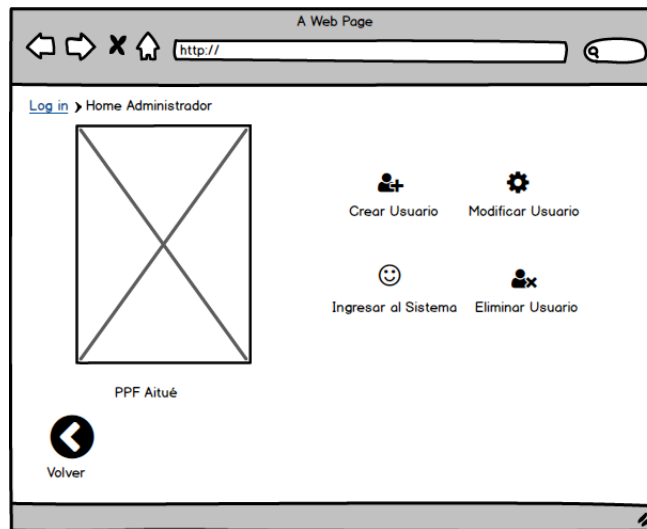 A Web Page
http://
Log in > Home Administrador
Crear Usuario
Modificar Usuario
Ingresar al Sistema
Eliminar Usuario
PPF Aitué
Volver